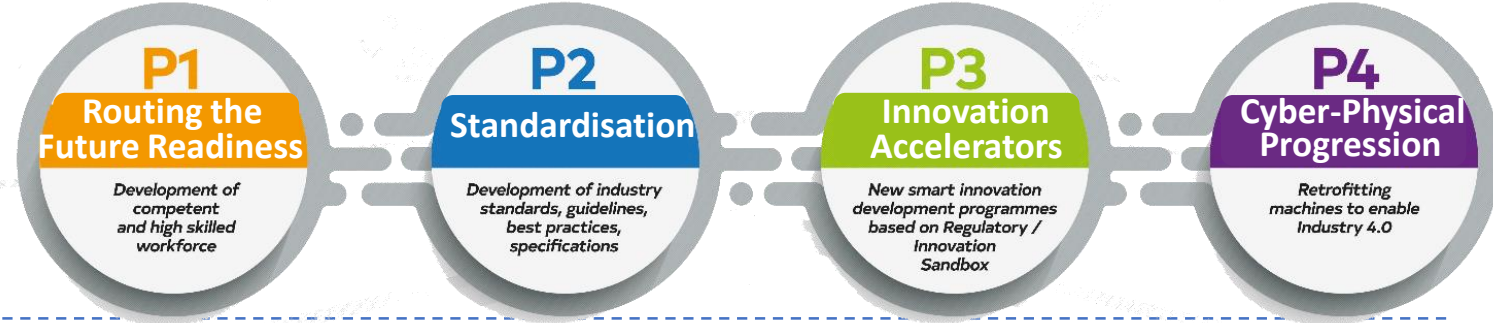 P1
Routing the
Future Readiness
Development of
competent
and high skilled
workforce
P2
Standardisation
Development of industry
standards, guidelines,
best practices,
specifications
P3
Innovation
Accelerators
New smart innovation
development programmes
based on Regulatory /
Innovation
Sandbox
P4
Cyber-Physical
Progression
Retrofitting
machines to enable
Industry 4.0